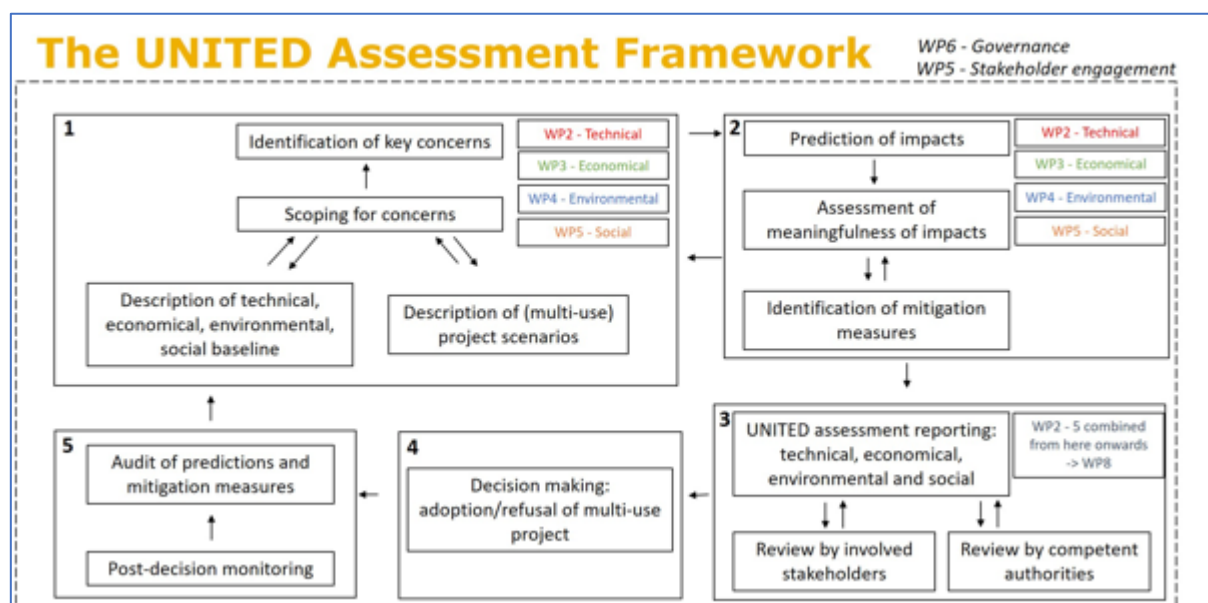 The UNITED Assessment Framework
WP6 - Governance
WP5 - Stakeholder engagement
1
Identification of key concerns
WP2 - Technical
WP3 - Economical
WP4 - Environmental
WP5 - Social
Scoping for concerns
Description of technical,
economical, environmental,
social baseline
Description of (multi-use)
project scenarios
2
Prediction of impacts
WP2 - Technical
WP3 - Economical
WP4 - Environmental
WP5 - Social
Assessment of
meaningfulness of impacts
Identification of mitigation
measures
3
UNITED assessment reporting:
technical, economical,
environmental and social
WP2 - 5 combined
from here onwards
-> WP8
Review by involved
stakeholders
Review by competent
authorities
4
Decision making:
adoption/refusal of multi-use
project
5
Audit of predictions and
mitigation measures
Post-decision monitoring